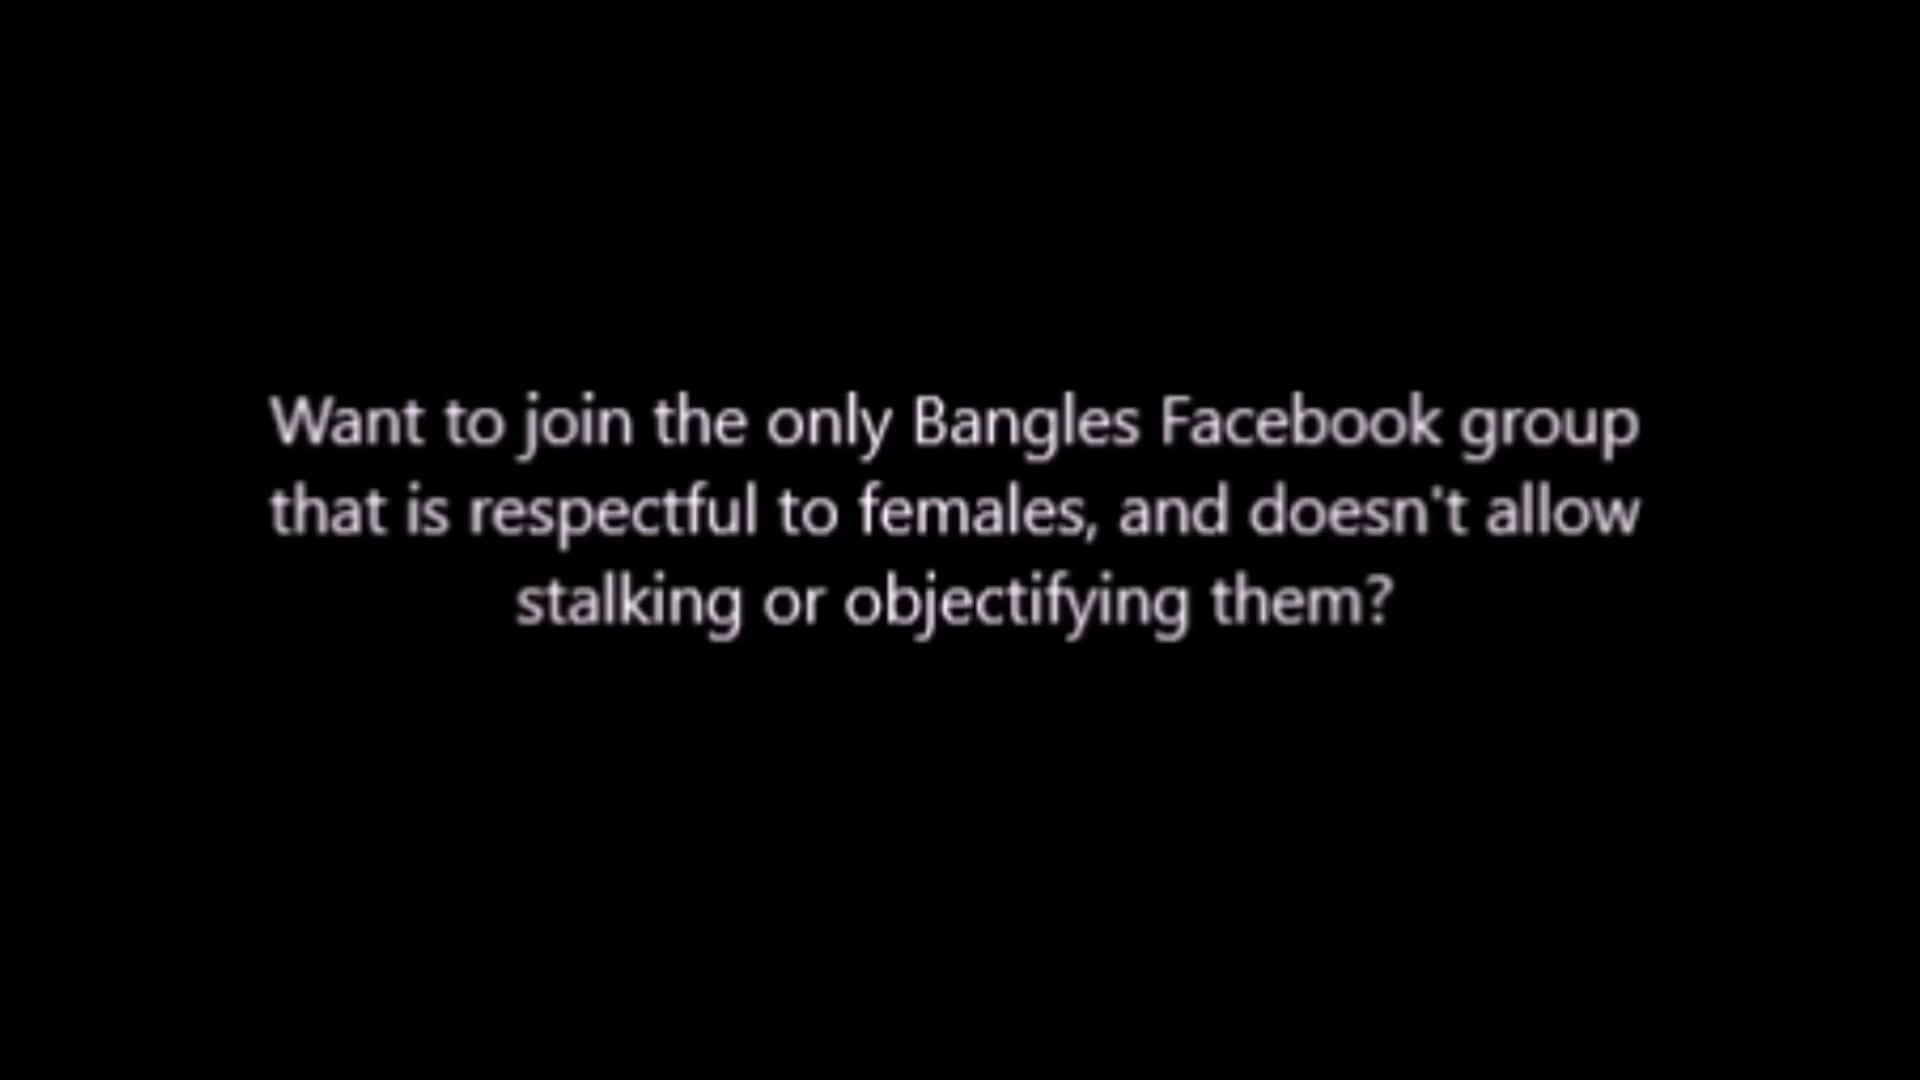 Want to join the only Bangles Facebook group
that is respectful to females, and doesn't allow
stalking or objectifying them?